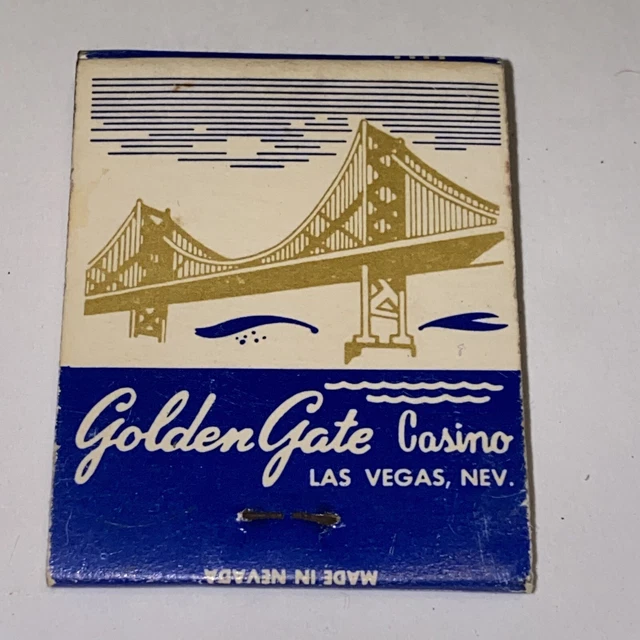 Golden Gate Casino
LAS VEGAS, NEV.
MADE IN NEVADA